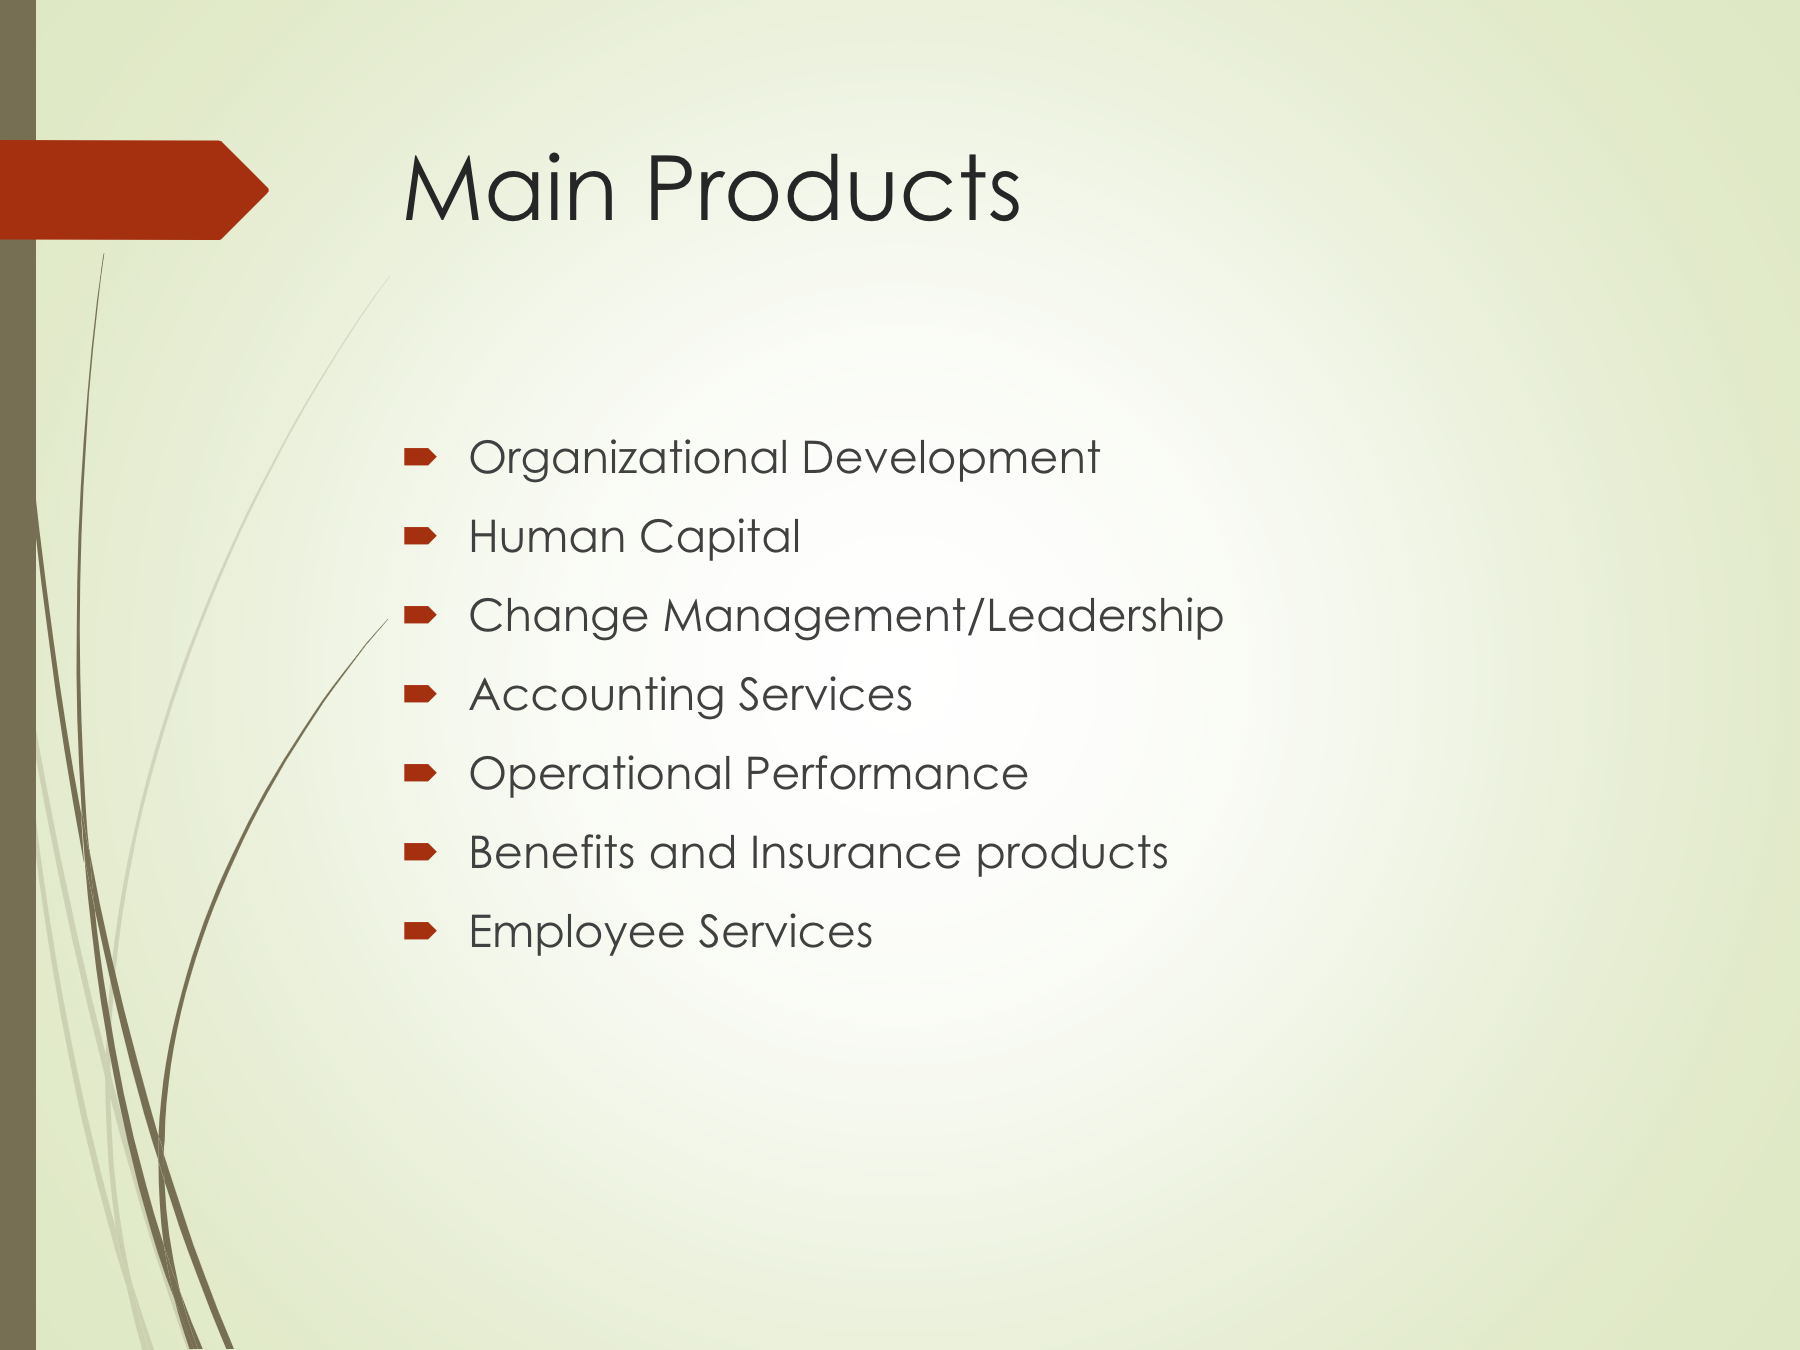 Main Products
Organizational Development
Human Capital
Change Management/Leadership
Accounting Services
Operational Performance
Benefits and Insurance products
Employee Services